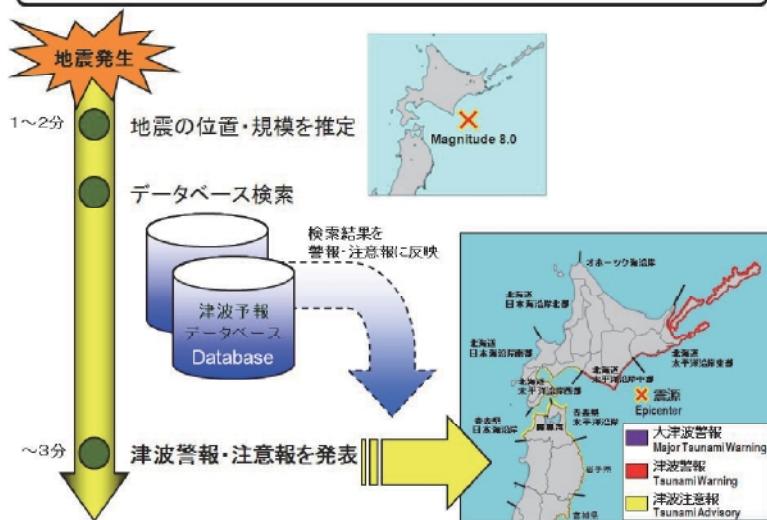 地震発生
1～2分
地震の位置・規模を推定
Magnitude 8.0
データベース検索
検索結果を
警報・注意報に反映
津波予報
データベース
Database
～3分
津波警報・注意報を発表
オホーツク海沿岸
北海道
日本海沿岸北部
北海道
日本海沿岸南部
北海道
太平洋沿岸東部
北海道
太平洋沿岸中部
北海道
太平洋沿岸西部
震源
Epicenter
青森県
日本海沿岸
青森県
太平洋沿岸
陸奥湾
岩手県
宮城県
大津波警報
Major Tsunami Warning
津波警報
Tsunami Warning
津波注意報
Tsunami Advisory